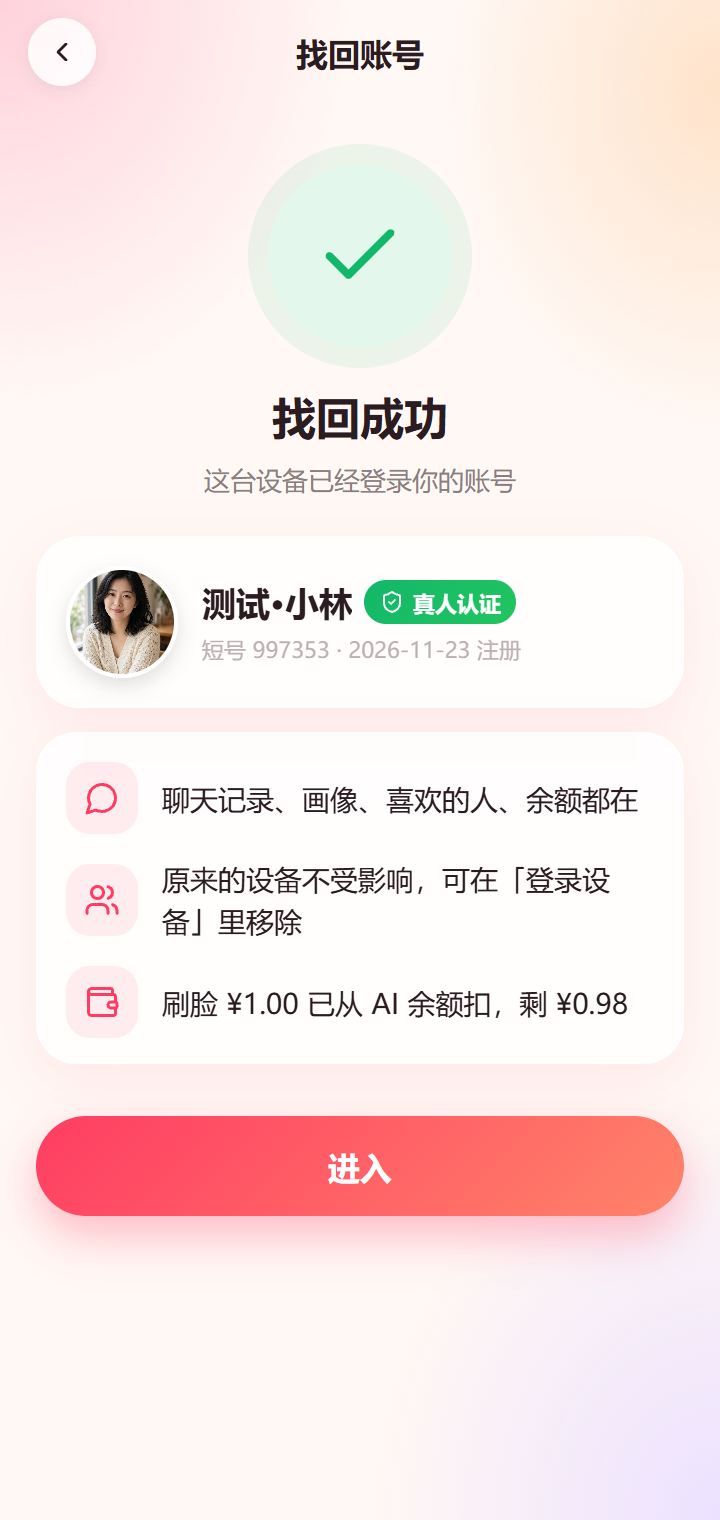 找回账号
找回成功
这台设备已经登录你的账号
测试•小林
真人认证
短号 997353 · 2026-11-23 注册
聊天记录、画像、喜欢的人、余额都在
原来的设备不受影响，可在「登录设
备」里移除
刷脸 ¥1.00 已从 AI 余额扣，剩 ¥0.98
进入